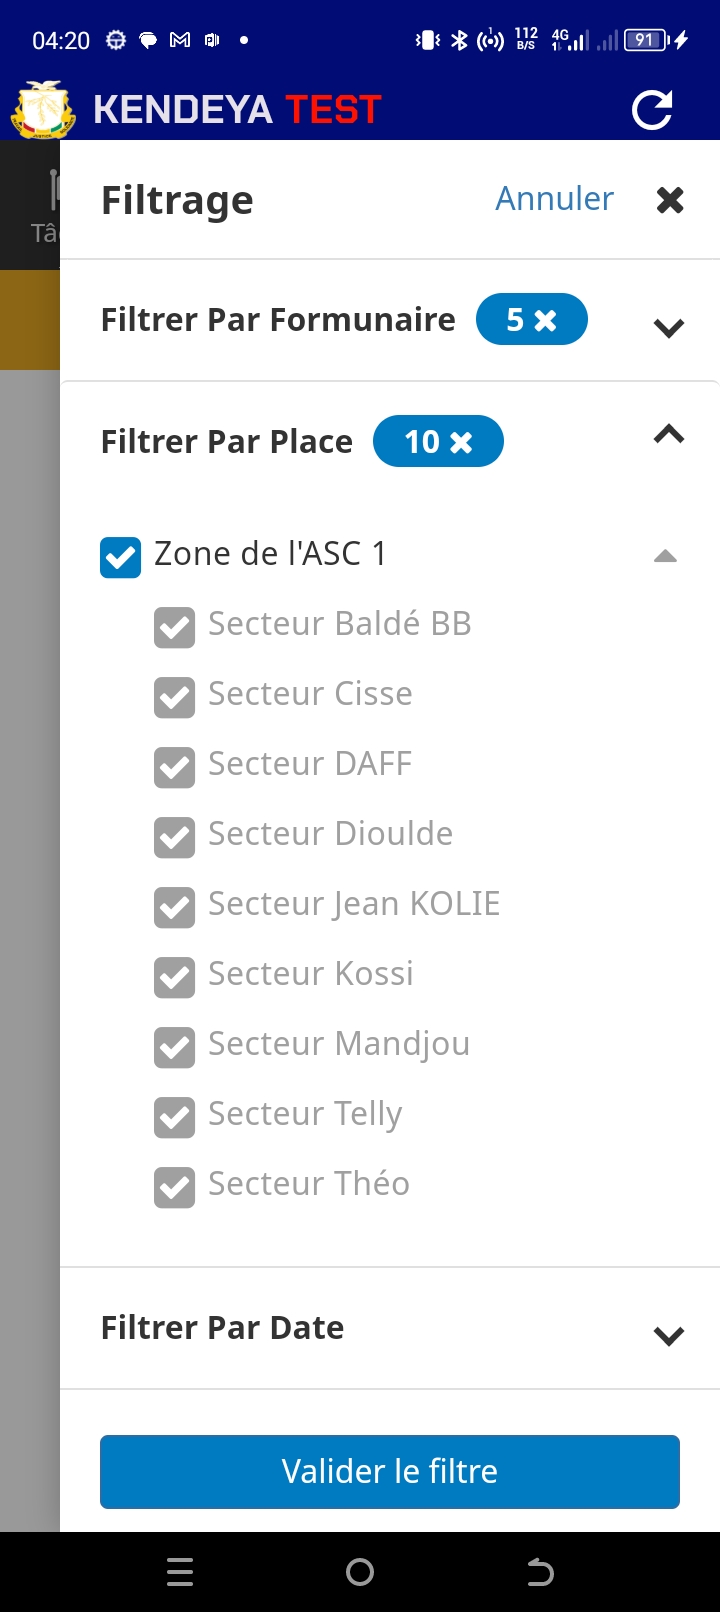 04:20 112 B/S 4G 91
KENDEYA TEST
Tâ
Filtrage Annuler
Filtrer Par Formunaire 5
Filtrer Par Place 10
Zone de l'ASC 1
Secteur Baldé BB
Secteur Cisse
Secteur DAFF
Secteur Dioulde
Secteur Jean KOLIE
Secteur Kossi
Secteur Mandjou
Secteur Telly
Secteur Théo
Filtrer Par Date
Valider le filtre